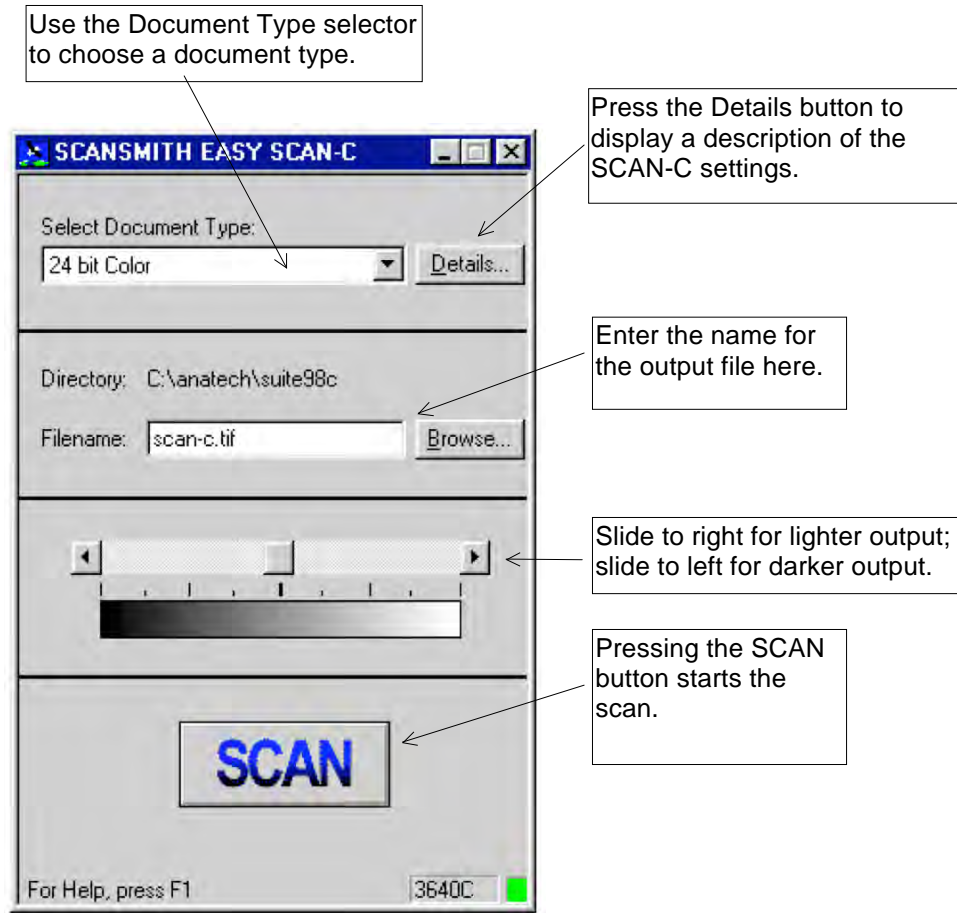 Use the Document Type selector
to choose a document type.
Press the Details button to
display a description of the
SCAN-C settings.
SCANSMITH EASY SCAN-C
Select Document Type:
24 bit Color
Details...
Enter the name for
the output file here.
Directory: C:\anatech\suite98c
Filename: scan-c.tif
Browse...
Slide to right for lighter output;
slide to left for darker output.
Pressing the SCAN
button starts the
scan.
SCAN
For Help, press F1
3640C